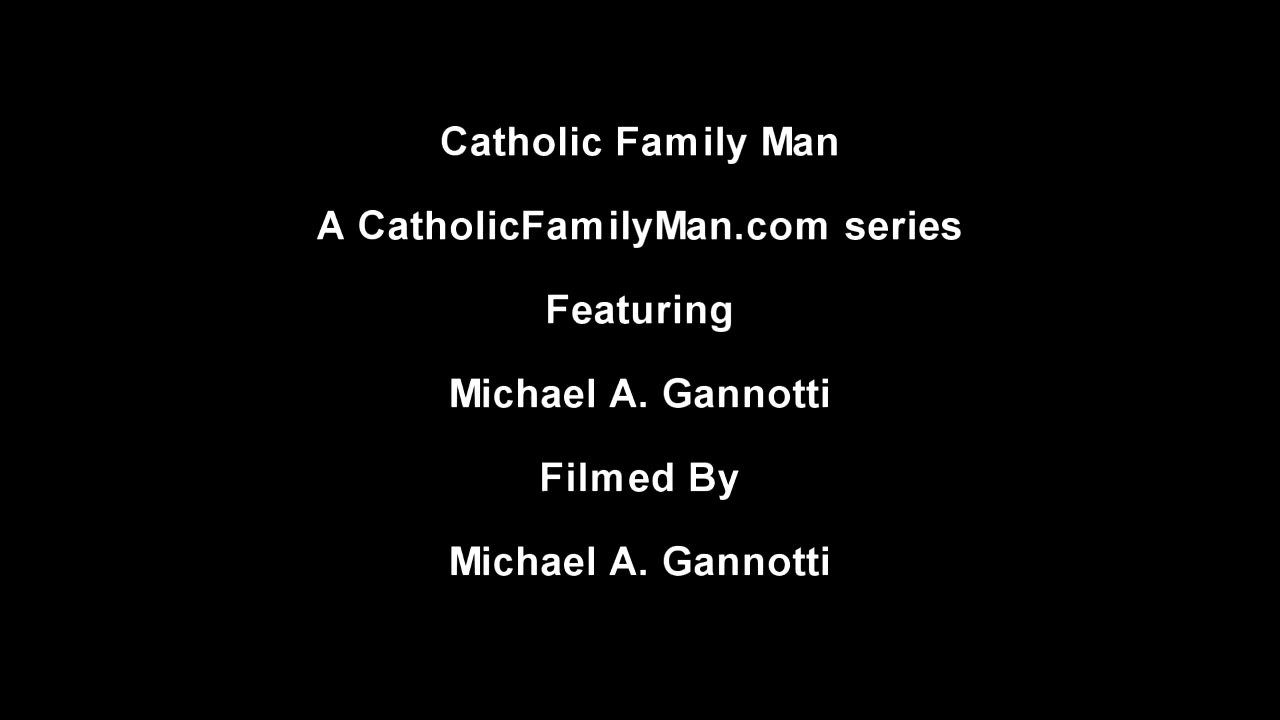 Catholic Family Man
A CatholicFamilyMan.com series
Featuring
Michael A. Gannotti
Filmed By
Michael A. Gannotti